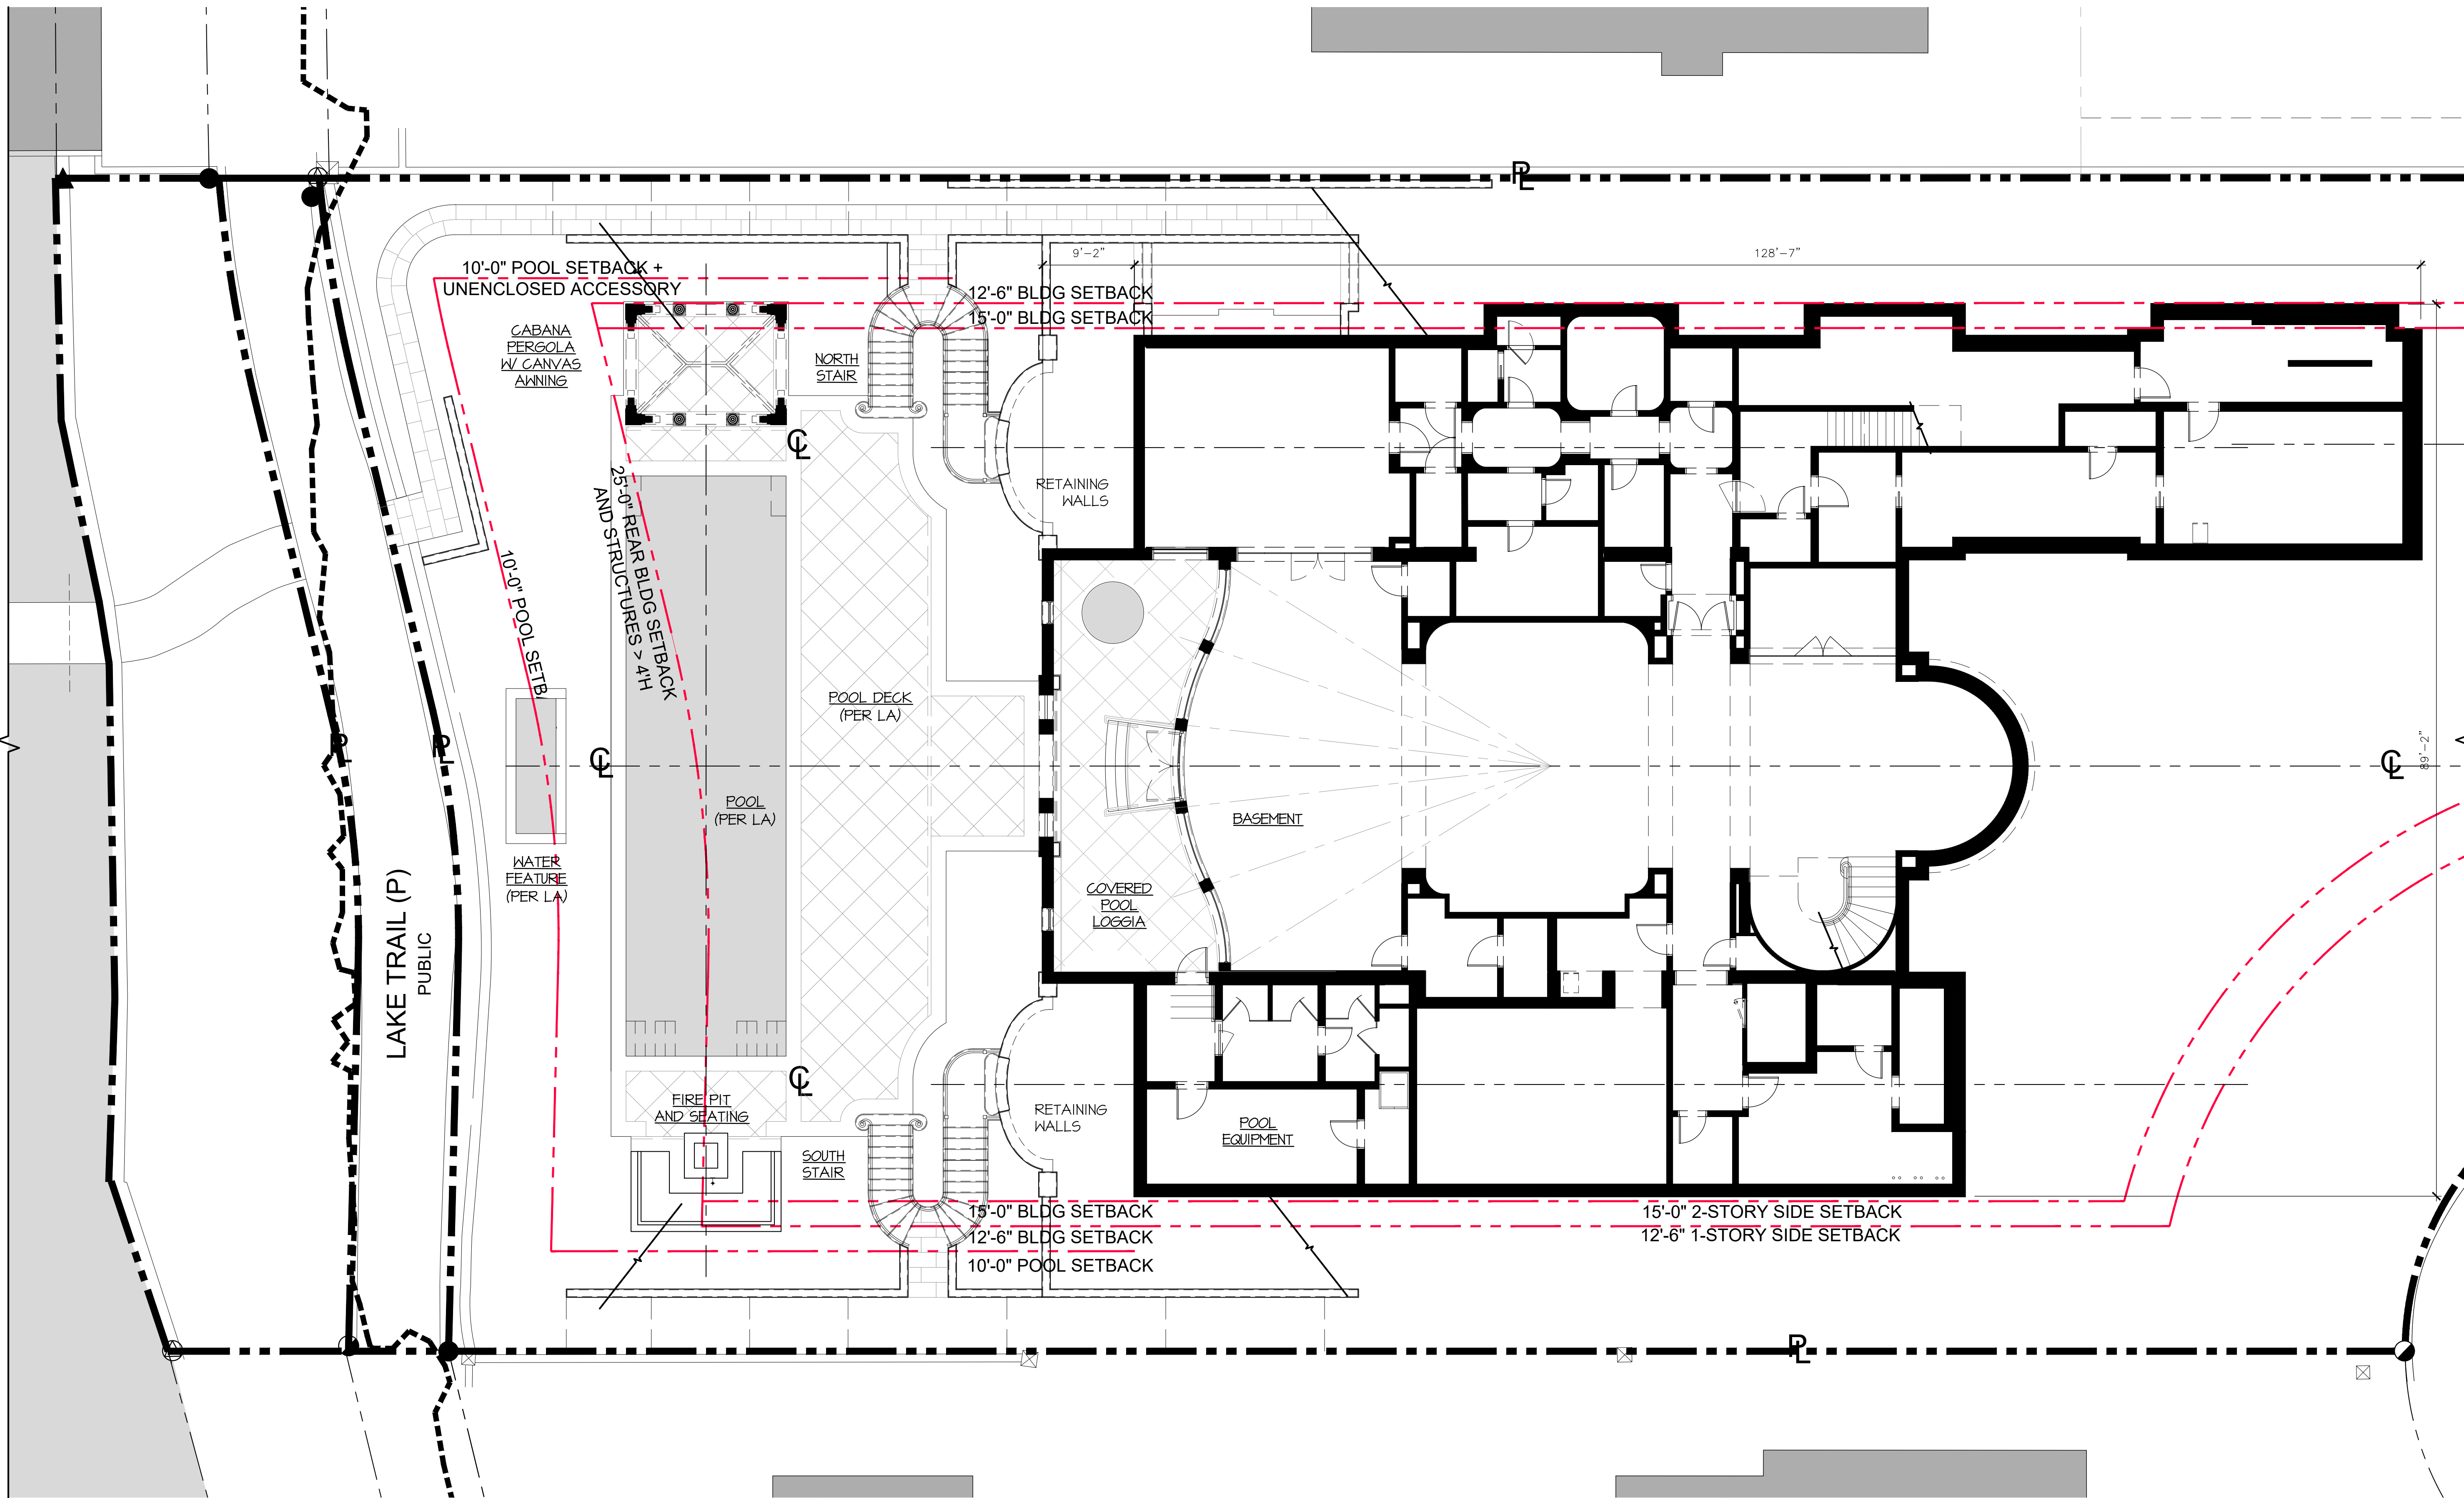 ℄
9'-2"
128'-7"
10'-0" POOL SETBACK +
UNENCLOSED ACCESSORY
12'-6" BLDG SETBACK
15'-0" BLDG SETBACK
CABANA
PERGOLA
W/ CANVAS
AWNING
NORTH
STAIR
℄
RETAINING
WALLS
25'-0" REAR BLDG SETBACK
AND STRUCTURES > 4'H
10'-0" POOL SETBA
POOL DECK
(PER LA)
PL
PL
℄
℄
89'-2"
POOL
(PER LA)
BASEMENT
WATER
FEATURE
(PER LA)
COVERED
POOL
LOGGIA
LAKE TRAIL (P)
PUBLIC
℄
FIRE PIT
AND SEATING
RETAINING
WALLS
POOL
EQUIPMENT
SOUTH
STAIR
15'-0" BLDG SETBACK
12'-6" BLDG SETBACK
10'-0" POOL SETBACK
15'-0" 2-STORY SIDE SETBACK
12'-6" 1-STORY SIDE SETBACK
PL